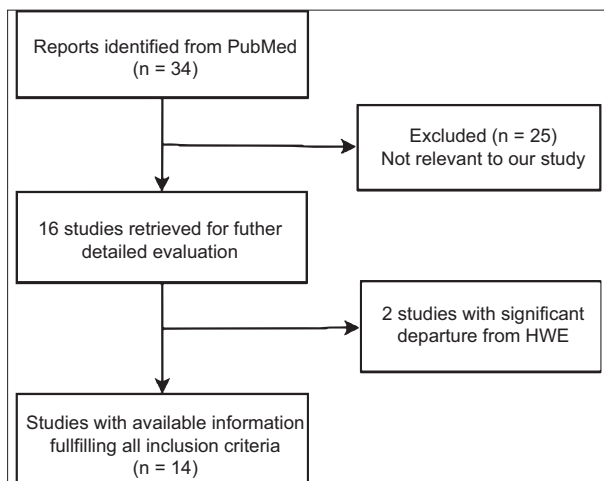 Reports identified from PubMed
(n = 34)
Excluded (n = 25)
Not relevant to our study
16 studies retrieved for futher
detailed evaluation
2 studies with significant
departure from HWE
Studies with available information
fullfilling all inclusion criteria
(n = 14)